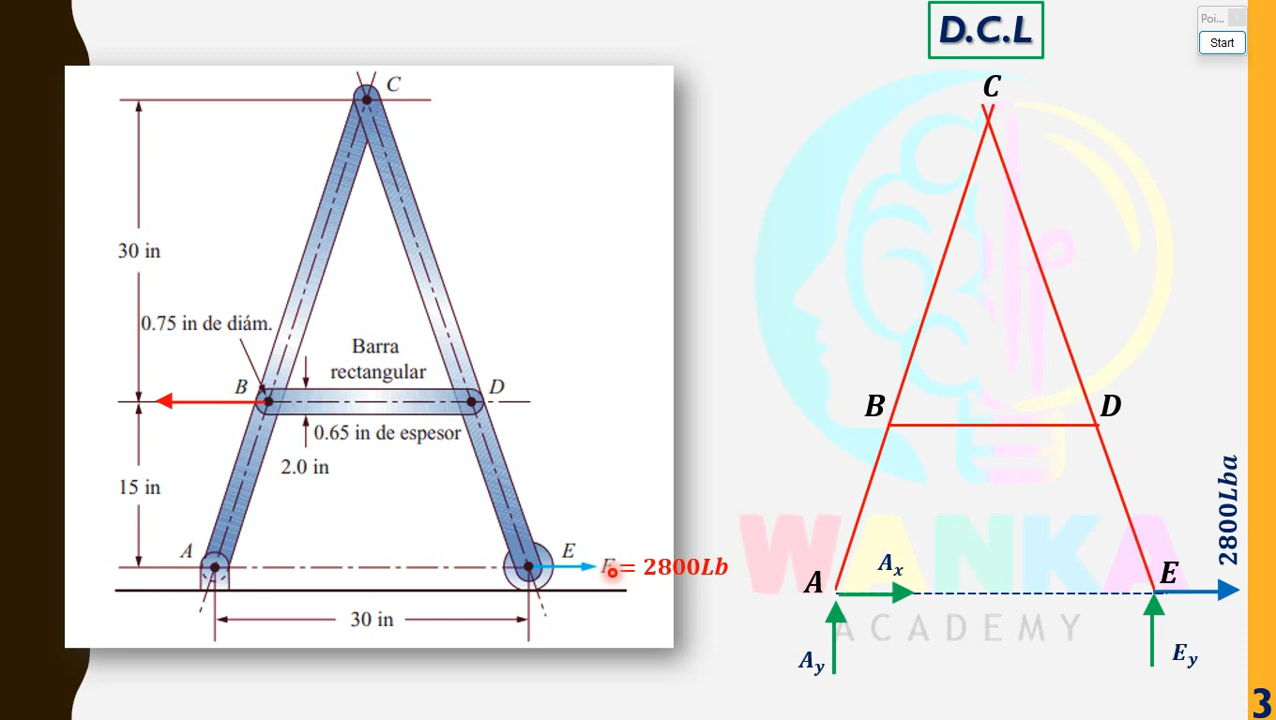 D.C.L
Poi...
Start
C
30 in
0.75 in de diám.
Barra
rectangular
B
D
0.65 in de espesor
2.0 in
15 in
A
E
= 2800Lb
30 in
C
B
D
2800Lba
A
Ax
E
Ay
Ey
WANKA
ACADEMY
3